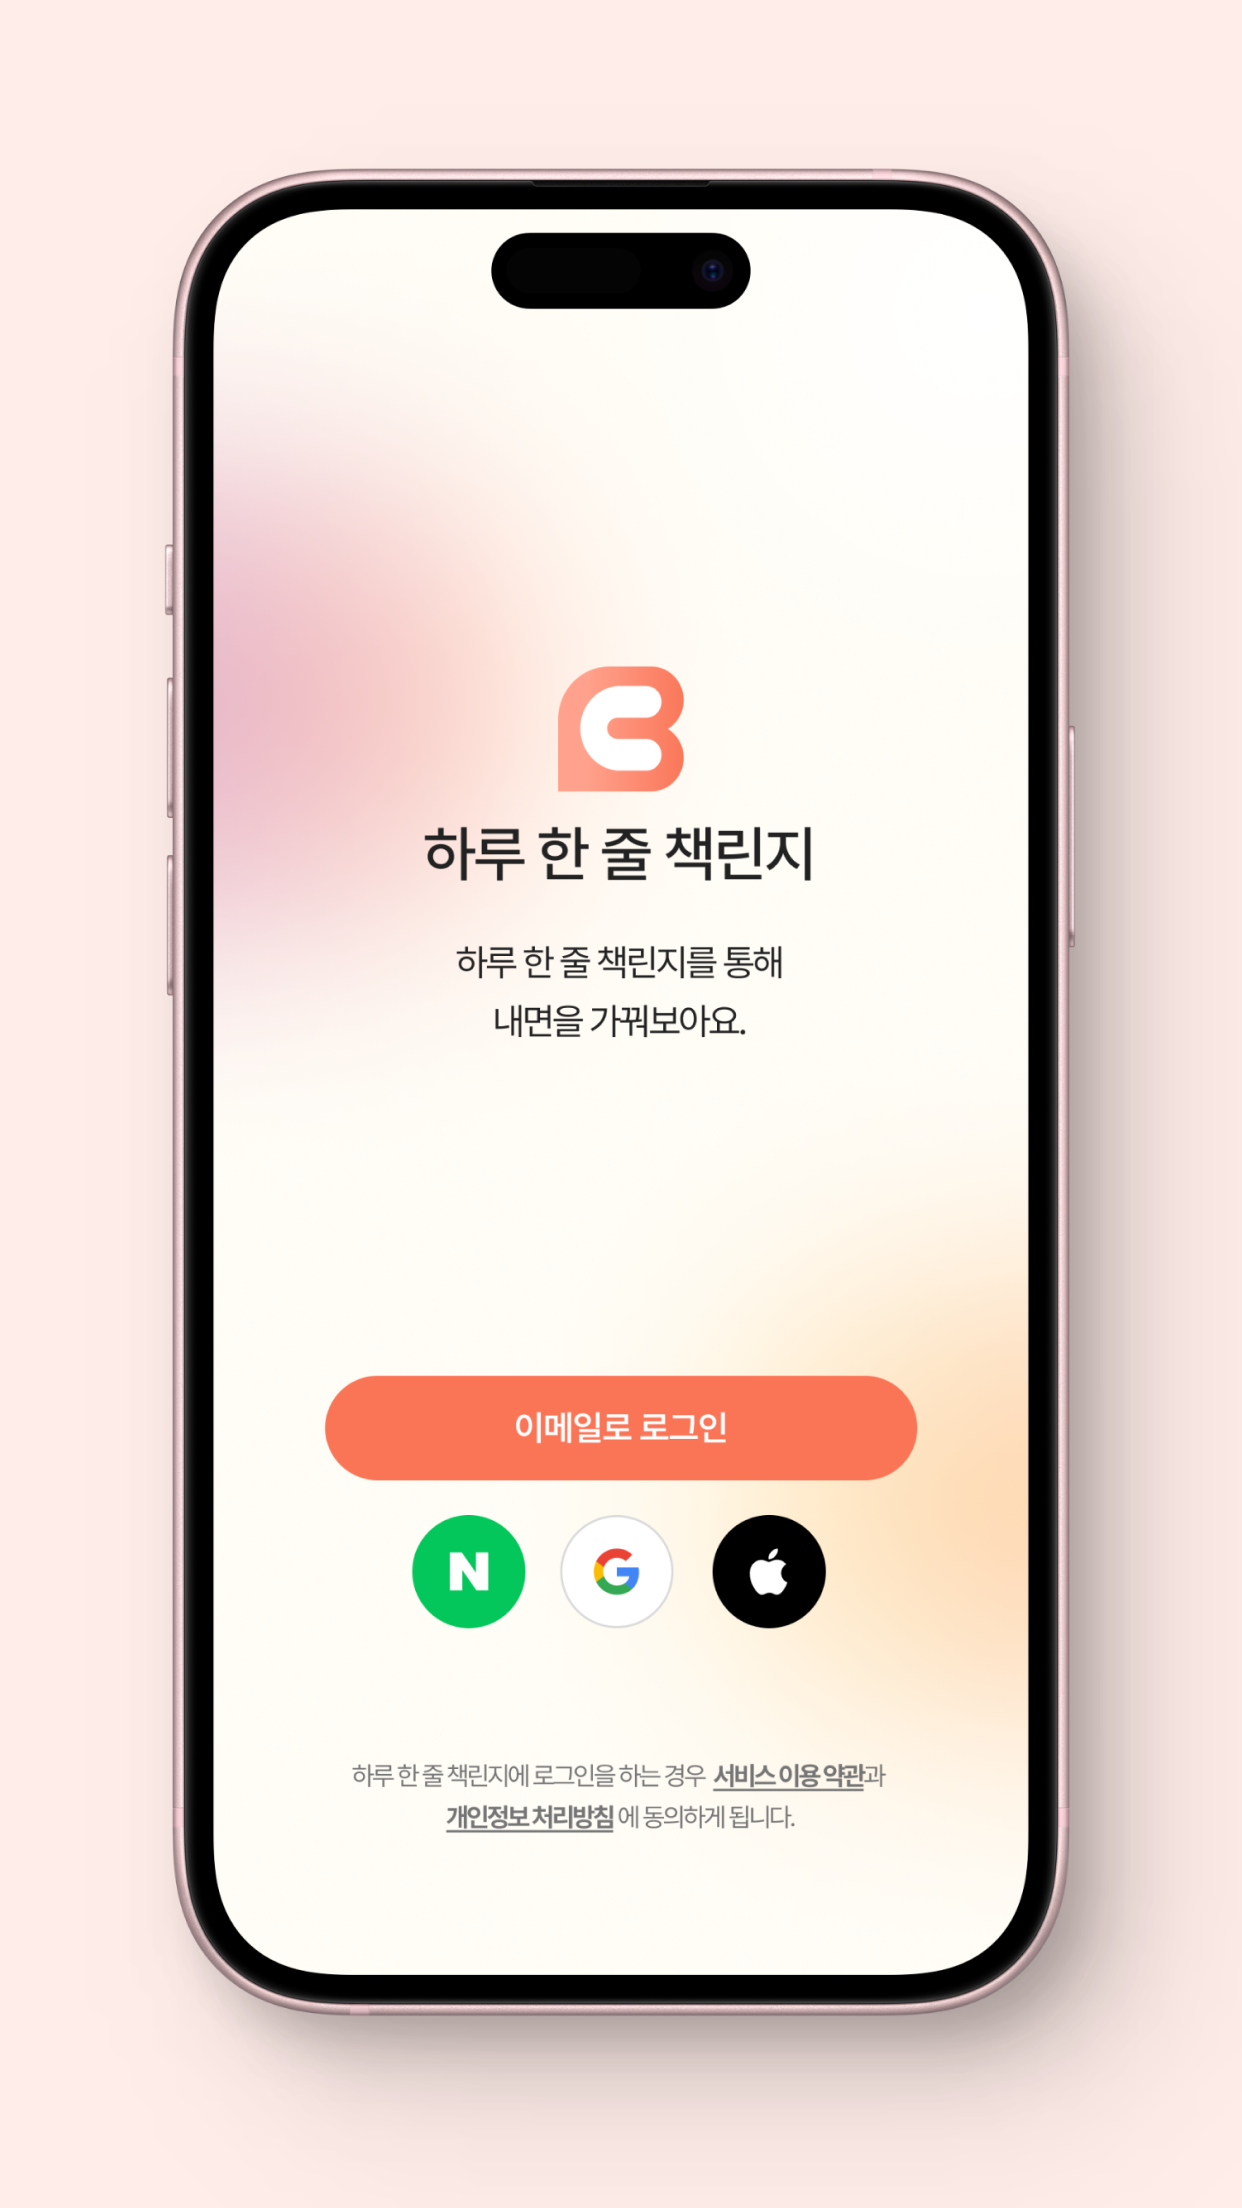 하루 한 줄 책린지
하루 한 줄 책린지를 통해
내면을 가꿔보아요.
이메일로 로그인
N
G
하루 한 줄 책린지에 로그인을 하는 경우 서비스 이용 약관과
개인정보 처리방침 에 동의하게 됩니다.